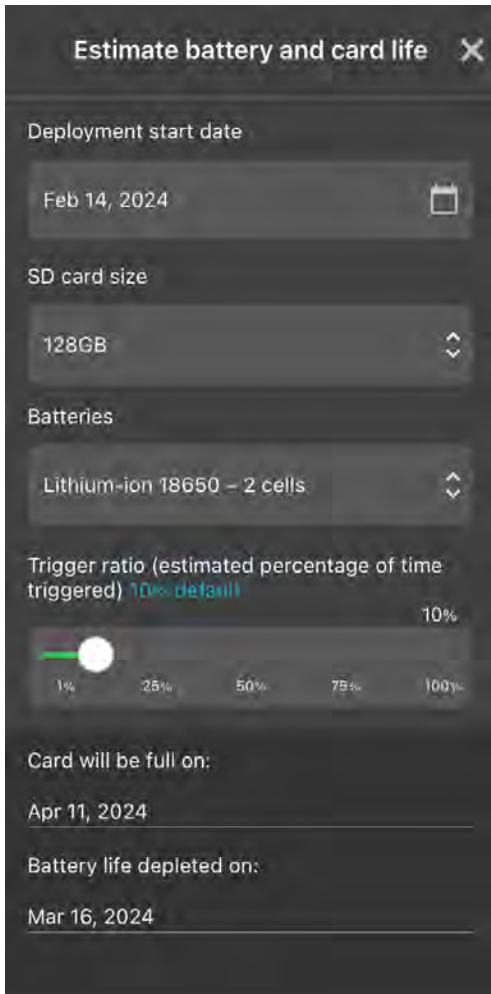 Estimate battery and card life
Deployment start date
Feb 14, 2024
SD card size
128GB
Batteries
Lithium-ion 18650 – 2 cells
Trigger ratio (estimated percentage of time
triggered) 10% default
10%
1% 25% 50% 75% 100%
Card will be full on:
Apr 11, 2024
Battery life depleted on:
Mar 16, 2024